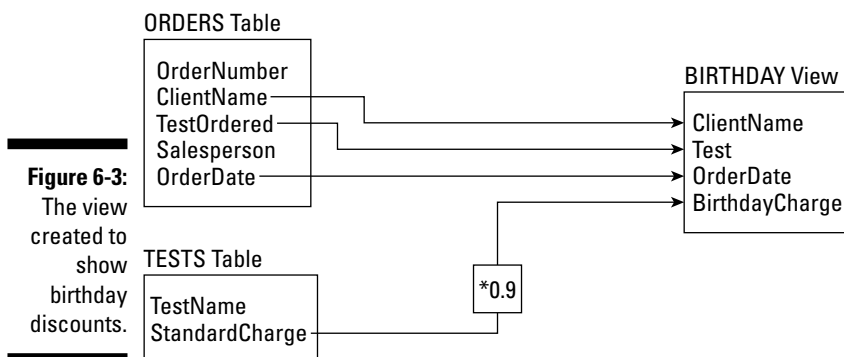 ORDERS Table
OrderNumber
ClientName
TestOrdered
Salesperson
OrderDate
BIRTHDAY View
ClientName
Test
OrderDate
BirthdayCharge
Figure 6-3:
The view
created to
show
birthday
discounts.
TESTS Table
TestName
StandardCharge
*0.9